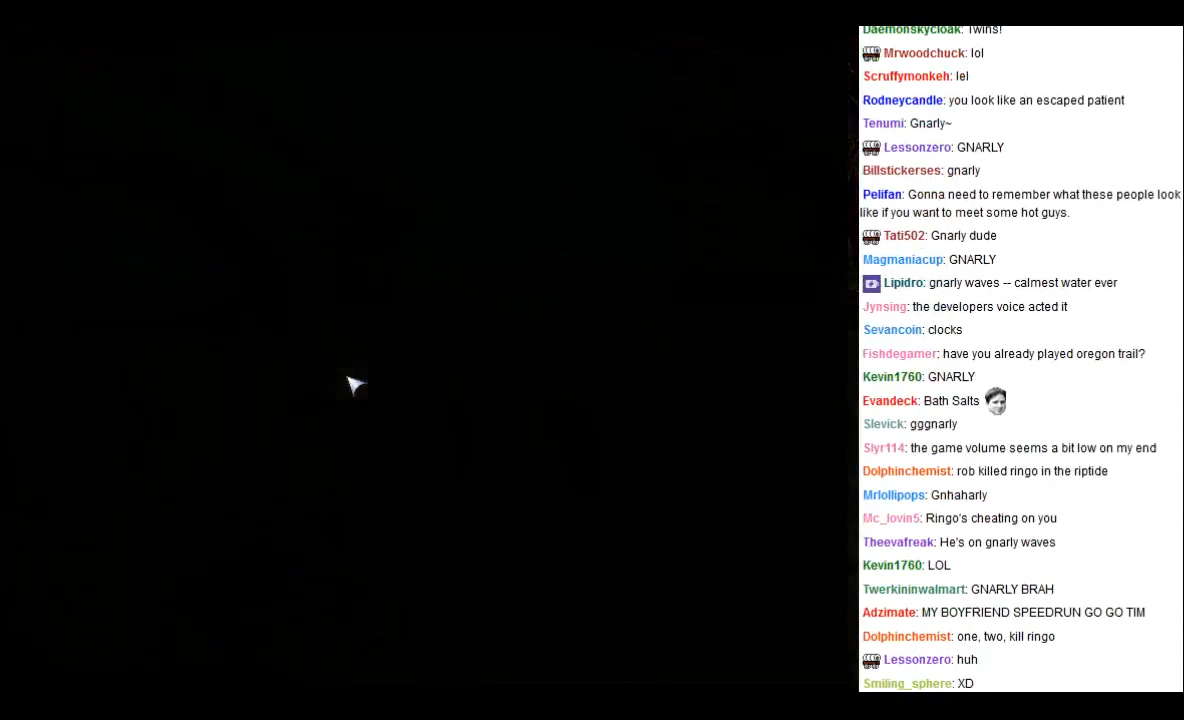 Daemonskycloak: Twins!
Mrwoodchuck: lol
Scruffymonkeh: lel
Rodneycandle: you look like an escaped patient
Tenumi: Gnarly~
Lessonzero: GNARLY
Billstickerses: gnarly
Pelifan: Gonna need to remember what these people look
like if you want to meet some hot guys.
Tati502: Gnarly dude
Magmaniacup: GNARLY
Lipidro: gnarly waves -- calmest water ever
Jynsing: the developers voice acted it
Sevancoin: clocks
Fishdegamer: have you already played oregon trail?
Kevin1760: GNARLY
Evandeck: Bath Salts
Slevick: gggnarly
Slyr114: the game volume seems a bit low on my end
Dolphinchemist: rob killed ringo in the riptide
Mrlollipops: Gnhaharly
Mc_lovin5: Ringo's cheating on you
Theevafreak: He's on gnarly waves
Kevin1760: LOL
Twerkininwalmart: GNARLY BRAH
Adzimate: MY BOYFRIEND SPEEDRUN GO GO TIM
Dolphinchemist: one, two, kill ringo
Lessonzero: huh
Smiling_sphere: XD